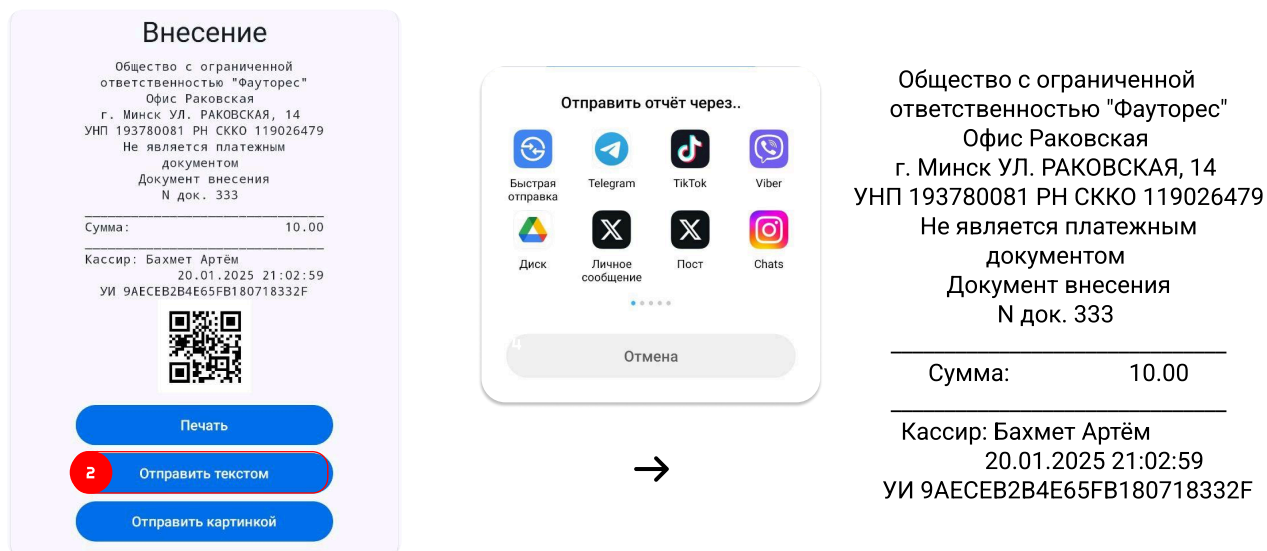 Внесение
Общество с ограниченной
ответственностью "Фауторес"
Офис Раковская
г. Минск УЛ. РАКОВСКАЯ, 14
УНП 193780081 РН СККО 119026479
Не является платежным
документом
Документ внесения
N док. 333
Сумма: 10.00
Кассир: Бахмет Артём
20.01.2025 21:02:59
УИ 9AECEB2B4E65FB180718332F
Печать
2 Отправить текстом
Отправить картинкой
Отправить отчёт через..
Быстрая
отправка
Telegram
TikTok
Viber
Диск
Личное
сообщение
Пост
Chats
4
Отмена
Общество с ограниченной
ответственностью "Фауторес"
Офис Раковская
г. Минск УЛ. РАКОВСКАЯ, 14
УНП 193780081 РН СККО 119026479
Не является платежным
документом
Документ внесения
N док. 333
Сумма: 10.00
Кассир: Бахмет Артём
20.01.2025 21:02:59
УИ 9AECEB2B4E65FB180718332F